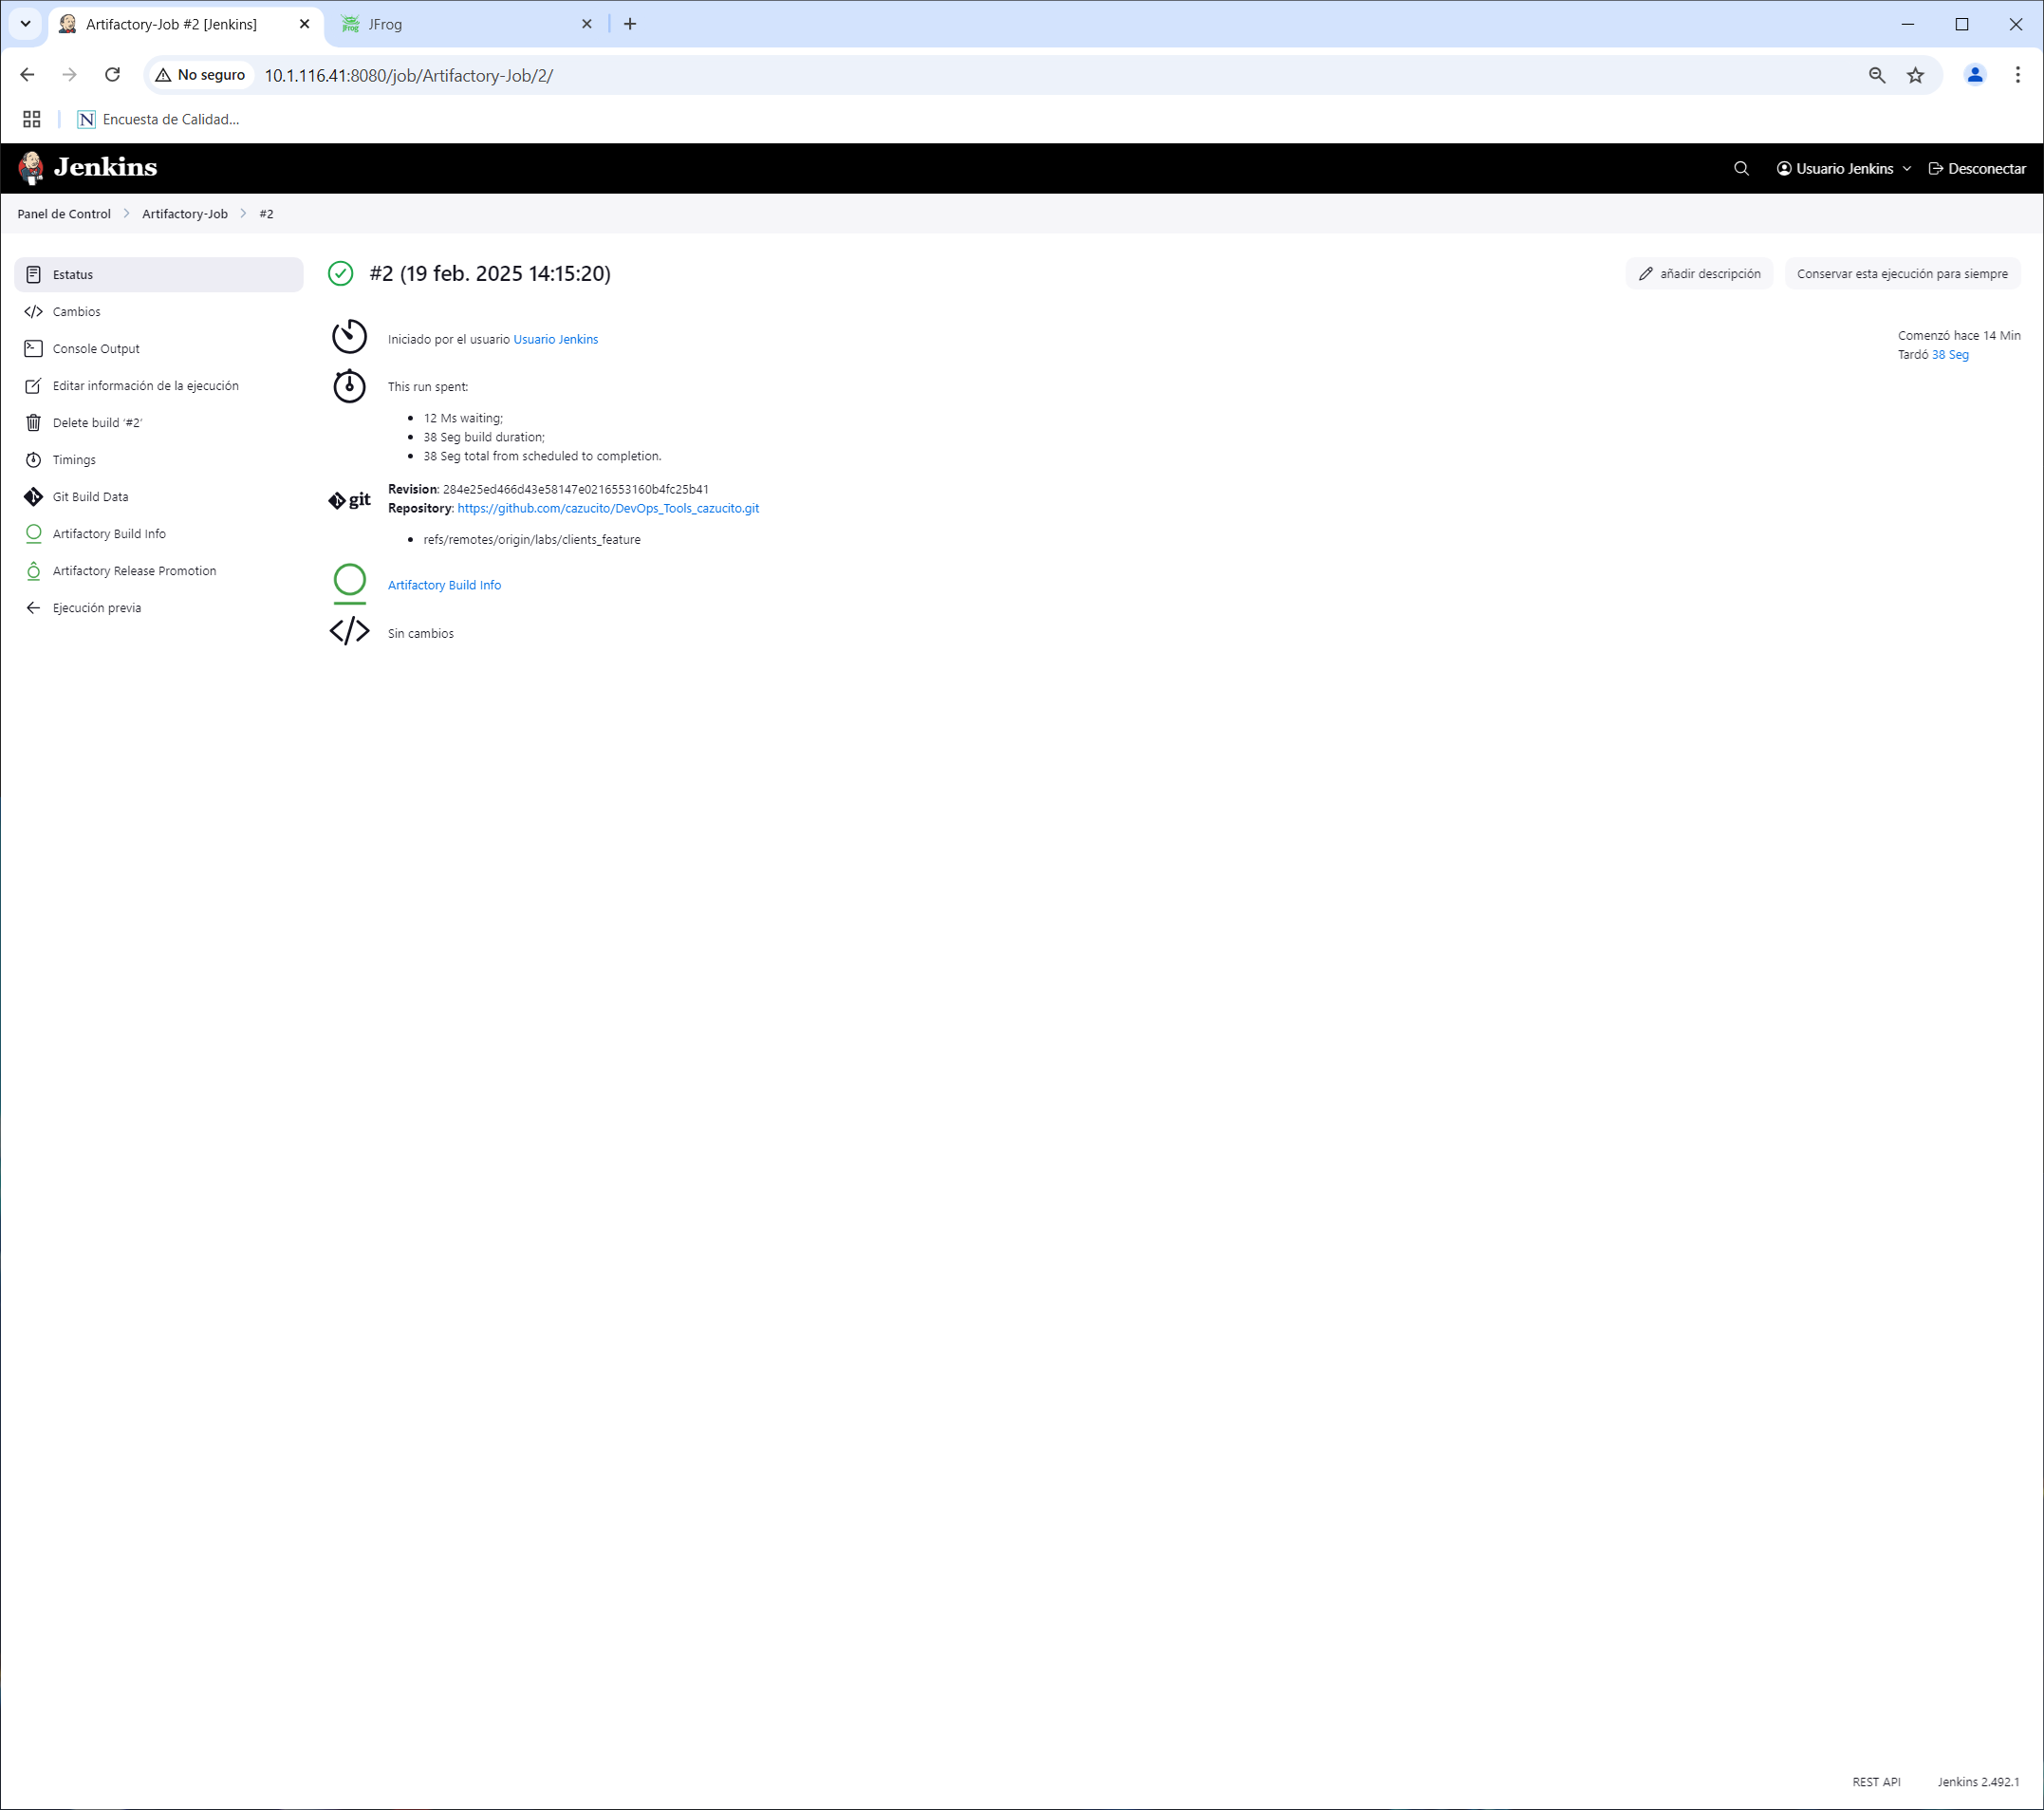 Artifactory-Job #2 [Jenkins]
JFrog
No seguro
10.1.116.41:8080/job/Artifactory-Job/2/
Encuesta de Calidad...
Jenkins
Usuario Jenkins
Desconectar
Panel de Control
Artifactory-Job
#2
Estatus
Cambios
Console Output
Editar información de la ejecución
Delete build ‘#2’
Timings
Git Build Data
Artifactory Build Info
Artifactory Release Promotion
Ejecución previa
#2 (19 feb. 2025 14:15:20)
añadir descripción
Conservar esta ejecución para siempre
Iniciado por el usuario Usuario Jenkins
Comenzó hace 14 Min
Tardó 38 Seg
This run spent:
12 Ms waiting;
38 Seg build duration;
38 Seg total from scheduled to completion.
git
Revision: 284e25ed466d43e58147e0216553160b4fc25b41
Repository: https://github.com/cazucito/DevOps_Tools_cazucito.git
refs/remotes/origin/labs/clients_feature
Artifactory Build Info
Sin cambios
REST API
Jenkins 2.492.1